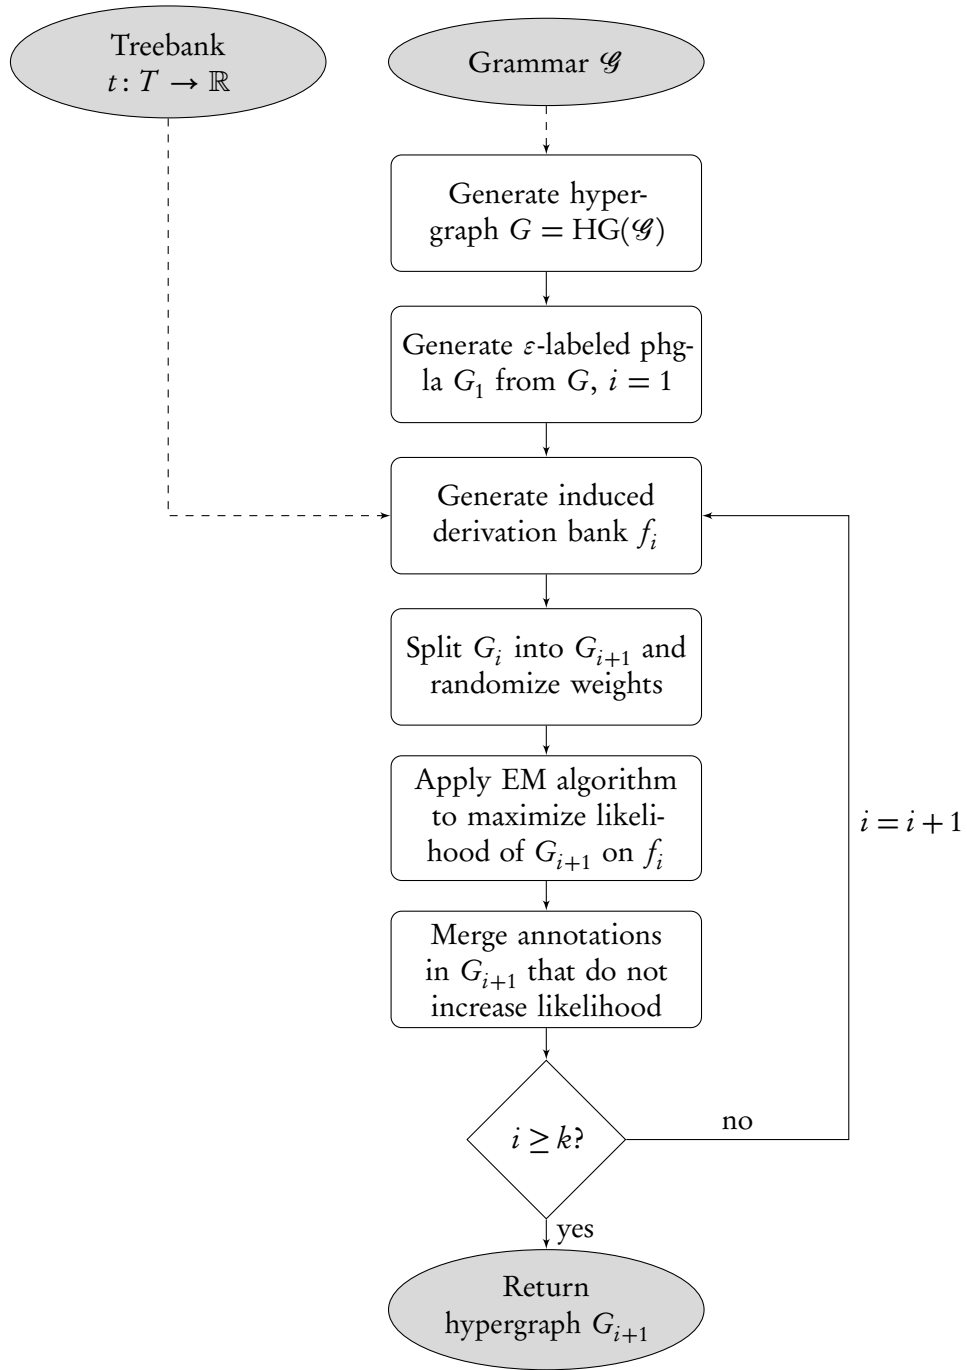 Treebank
t: T → ℝ
Grammar 𝒢
Generate hyper-
graph G = HG(𝒢)
Generate ε-labeled phg-
la G₁ from G, i = 1
Generate induced
derivation bank fᵢ
Split Gᵢ into Gᵢ₊₁ and
randomize weights
Apply EM algorithm
to maximize likeli-
hood of Gᵢ₊₁ on fᵢ
i = i + 1
Merge annotations
in Gᵢ₊₁ that do not
increase likelihood
i ≥ k?
no
yes
Return
hypergraph Gᵢ₊₁